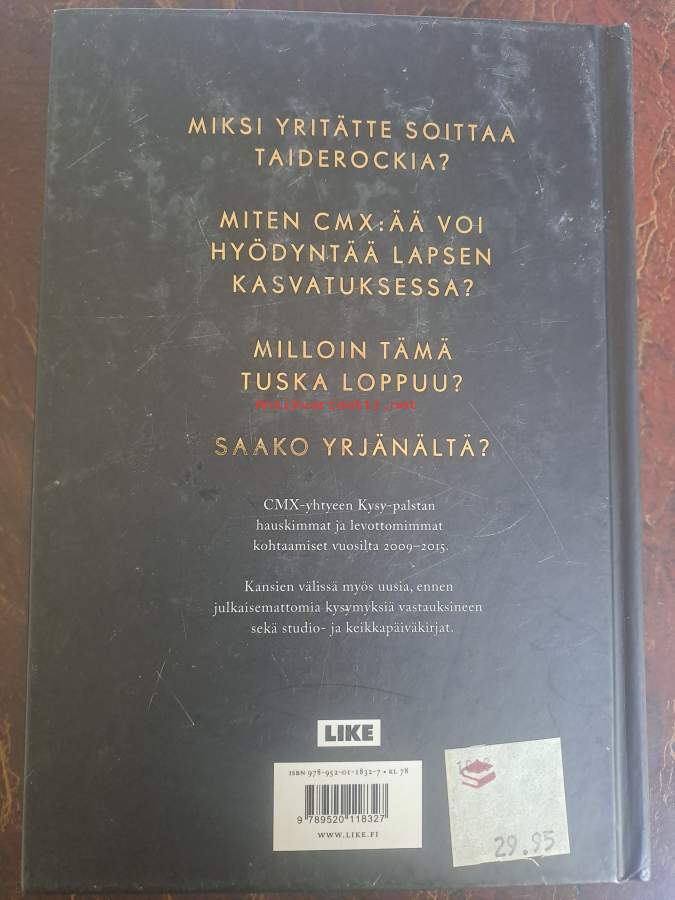 MIKSI YRITÄTTE SOITTAA
TAIDEROCKIA?
MITEN CMX:ÄÄ VOI
HYÖDYNTÄÄ LAPSEN
KASVATUKSESSA?
MILLOIN TÄMÄ
TUSKA LOPPUU?
SAAKO YRJÄNÄLTÄ?
CMX-yhtyeen Kysy-palstan
hauskimmat ja levottomimmat
kohtaamiset vuosilta 2009–2015.
Kansien välissä myös uusia, ennen
julkaisemattomia kysymyksiä vastauksineen
sekä studio- ja keikkapäiväkirjat.
LIKE
ISBN 978-952-01-1832-7 • KL 78
9 789520 118327
WWW.LIKE.FI
29.95